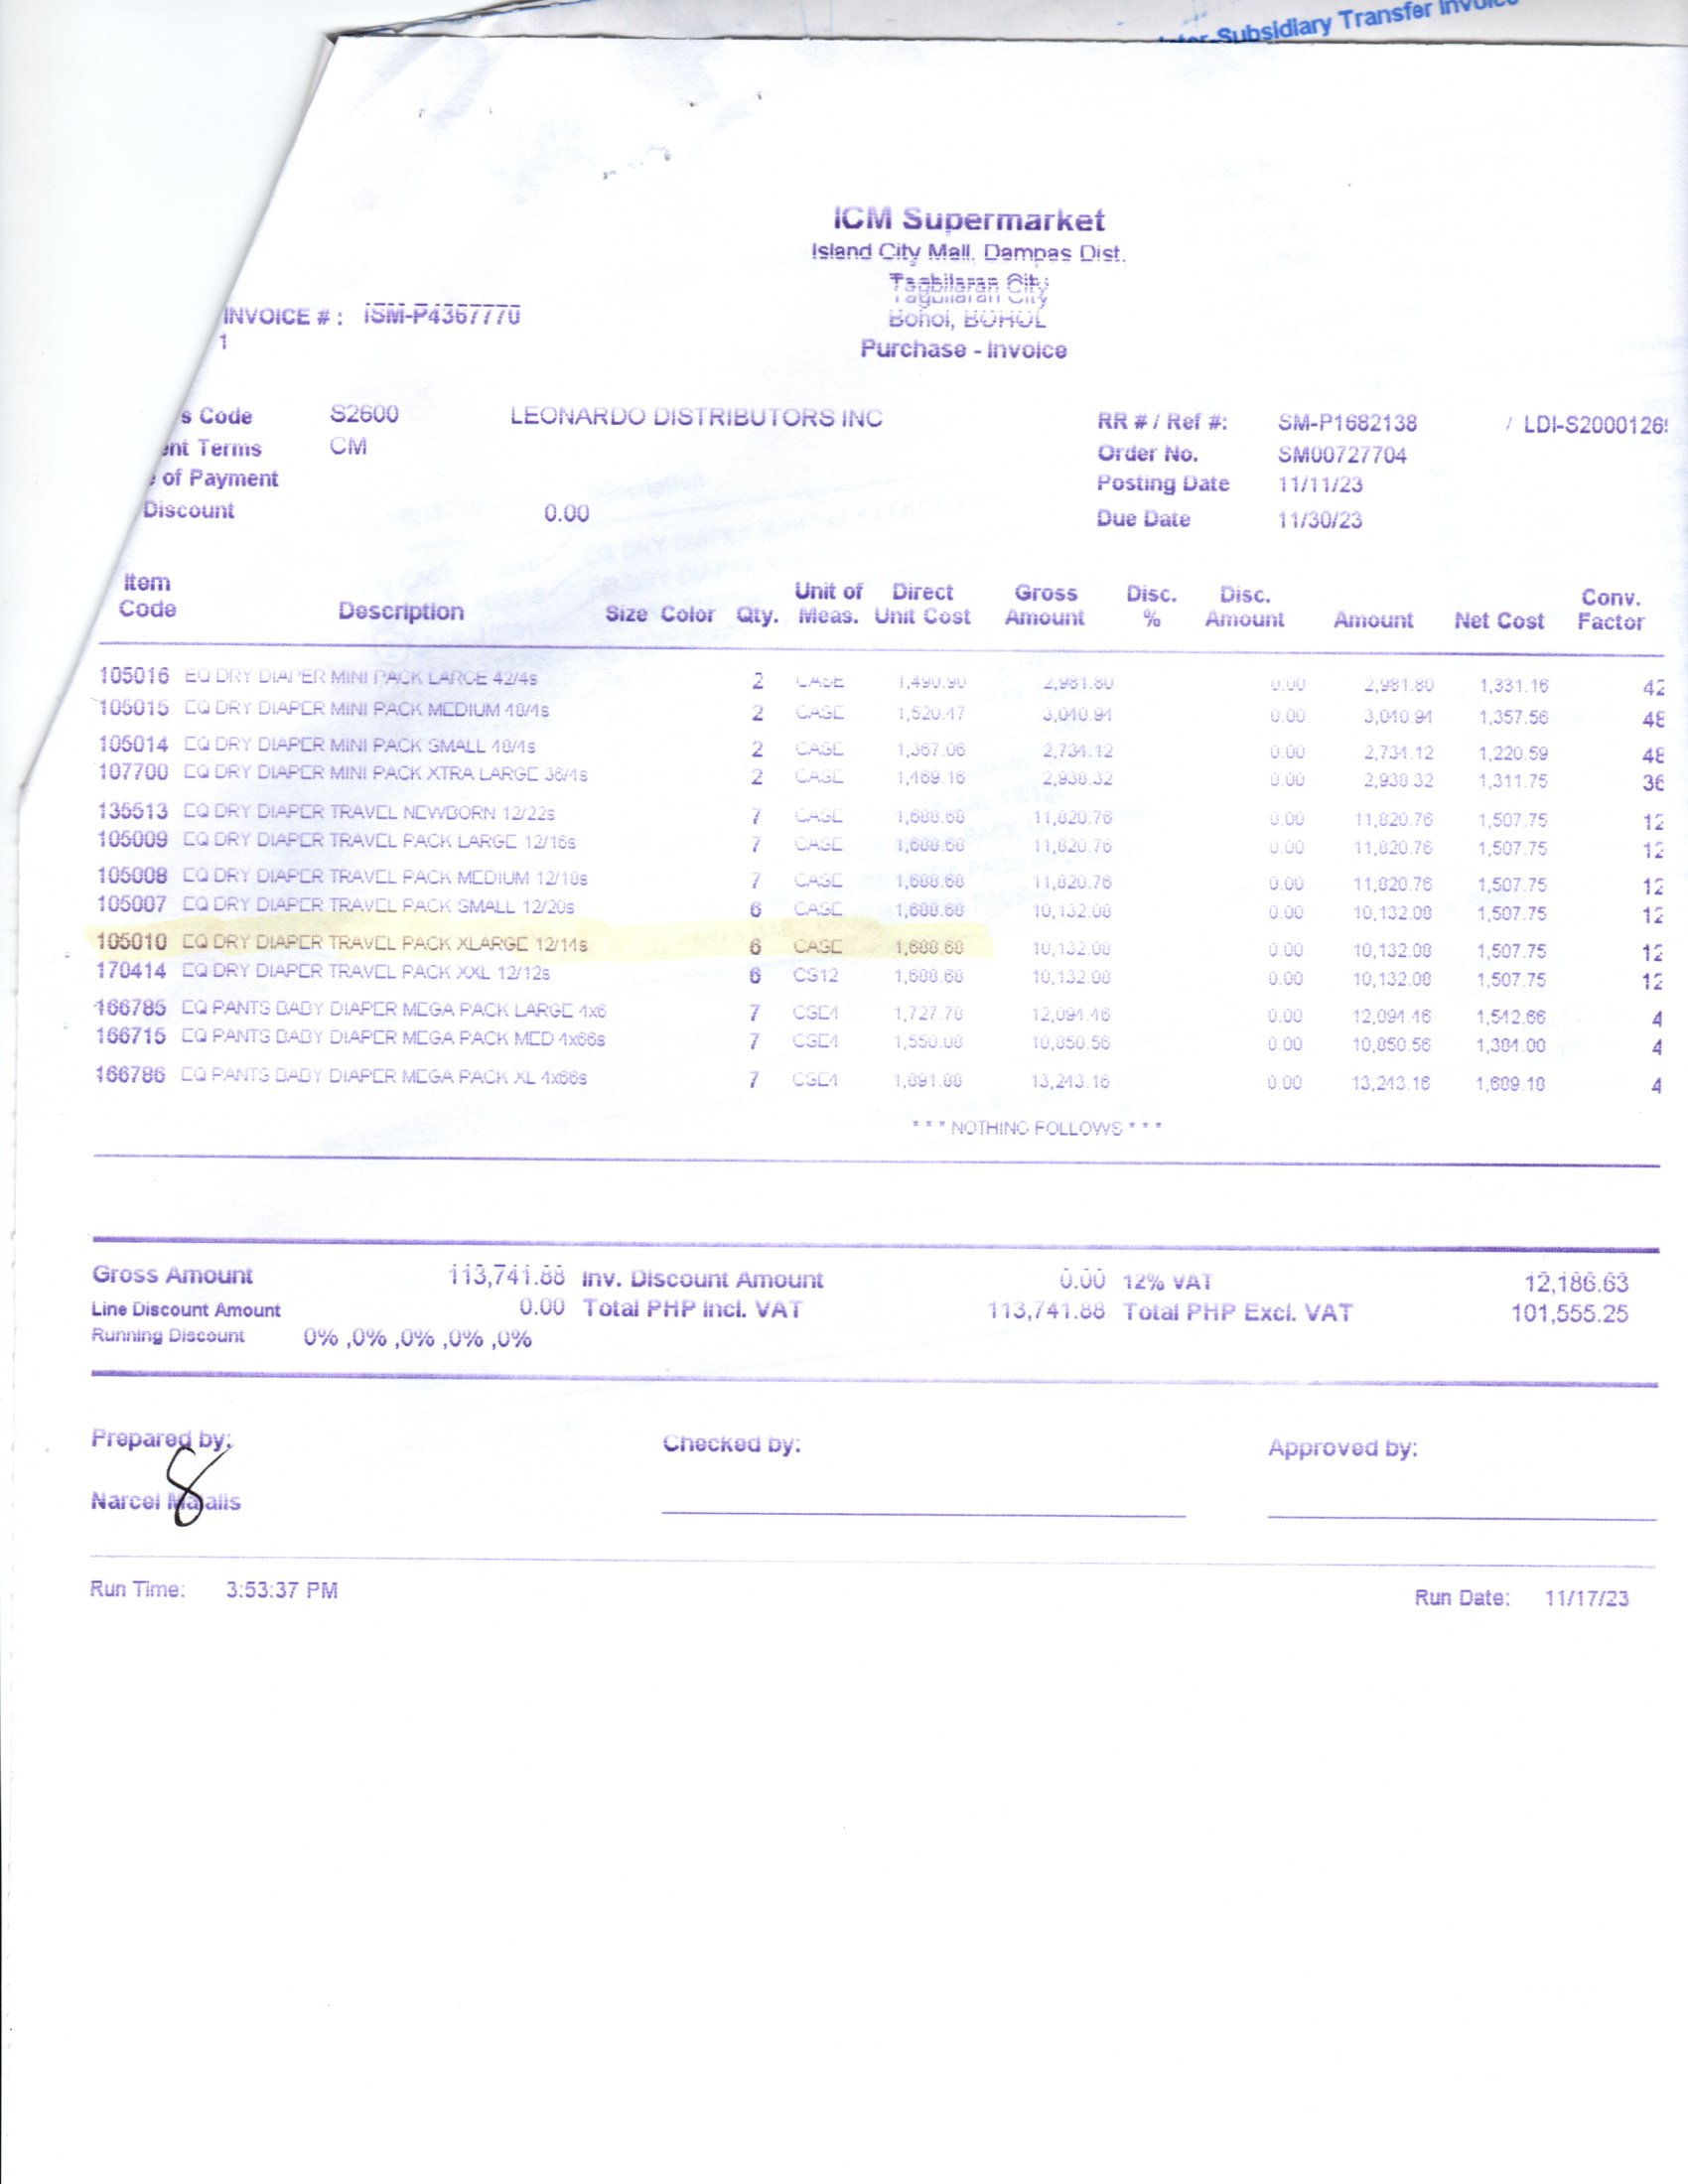 Subsidiary Transfer Invoice
ICM Supermarket
Island City Mall, Dampas Dist.
Tagbilaran City
Tagbilaran City
INVOICE # : ISM-P4367770
Bohol, BOHOL
1
Purchase - Invoice
s Code S2600 LEONARDO DISTRIBUTORS INC RR # / Ref #: SM-P1682138 / LDI-S2000126
ent Terms CM Order No. SM00727704
of Payment Posting Date 11/11/23
Discount 0.00 Due Date 11/30/23
Item Code Description Size Color Qty. Unit of Meas. Direct Unit Cost Gross Amount Disc. % Disc. Amount Amount Net Cost Conv. Factor
105016 EQ DRY DIAPER MINI PACK LARGE 42/4s 2 CASE 1,490.90 2,981.80 0.00 2,981.80 1,331.16 42
105015 EQ DRY DIAPER MINI PACK MEDIUM 48/4s 2 CASE 1,520.47 3,040.94 0.00 3,040.94 1,357.56 48
105014 EQ DRY DIAPER MINI PACK SMALL 48/4s 2 CASE 1,367.06 2,734.12 0.00 2,734.12 1,220.59 48
107700 EQ DRY DIAPER MINI PACK XTRA LARGE 36/4s 2 CASE 1,469.16 2,938.32 0.00 2,938.32 1,311.75 36
135513 EQ DRY DIAPER TRAVEL NEWBORN 12/22s 7 CASE 1,688.68 11,820.76 0.00 11,820.76 1,507.75 12
105009 EQ DRY DIAPER TRAVEL PACK LARGE 12/16s 7 CASE 1,688.68 11,820.76 0.00 11,820.76 1,507.75 12
105008 EQ DRY DIAPER TRAVEL PACK MEDIUM 12/18s 7 CASE 1,688.68 11,820.76 0.00 11,820.76 1,507.75 12
105007 EQ DRY DIAPER TRAVEL PACK SMALL 12/20s 6 CASE 1,688.68 10,132.08 0.00 10,132.08 1,507.75 12
105010 EQ DRY DIAPER TRAVEL PACK XLARGE 12/14s 6 CASE 1,688.68 10,132.08 0.00 10,132.08 1,507.75 12
170414 EQ DRY DIAPER TRAVEL PACK XXL 12/12s 6 CS12 1,688.68 10,132.08 0.00 10,132.08 1,507.75 12
166785 EQ PANTS BABY DIAPER MEGA PACK LARGE 4x6 7 CSE4 1,727.78 12,094.46 0.00 12,094.46 1,542.66 4
166715 EQ PANTS BABY DIAPER MEGA PACK MED 4x66s 7 CSE4 1,550.08 10,850.56 0.00 10,850.56 1,384.00 4
166786 EQ PANTS BABY DIAPER MEGA PACK XL 4x66s 7 CSE4 1,891.88 13,243.16 0.00 13,243.16 1,689.18 4
* * * NOTHING FOLLOWS * * *
Gross Amount 113,741.88 Inv. Discount Amount 0.00 12% VAT 12,186.63
Line Discount Amount 0.00 Total PHP Incl. VAT 113,741.88 Total PHP Excl. VAT 101,555.25
Running Discount 0% ,0% ,0% ,0% ,0%
Prepared by: Checked by: Approved by:
Narcel
Run Time: 3:53:37 PM Run Date: 11/17/23